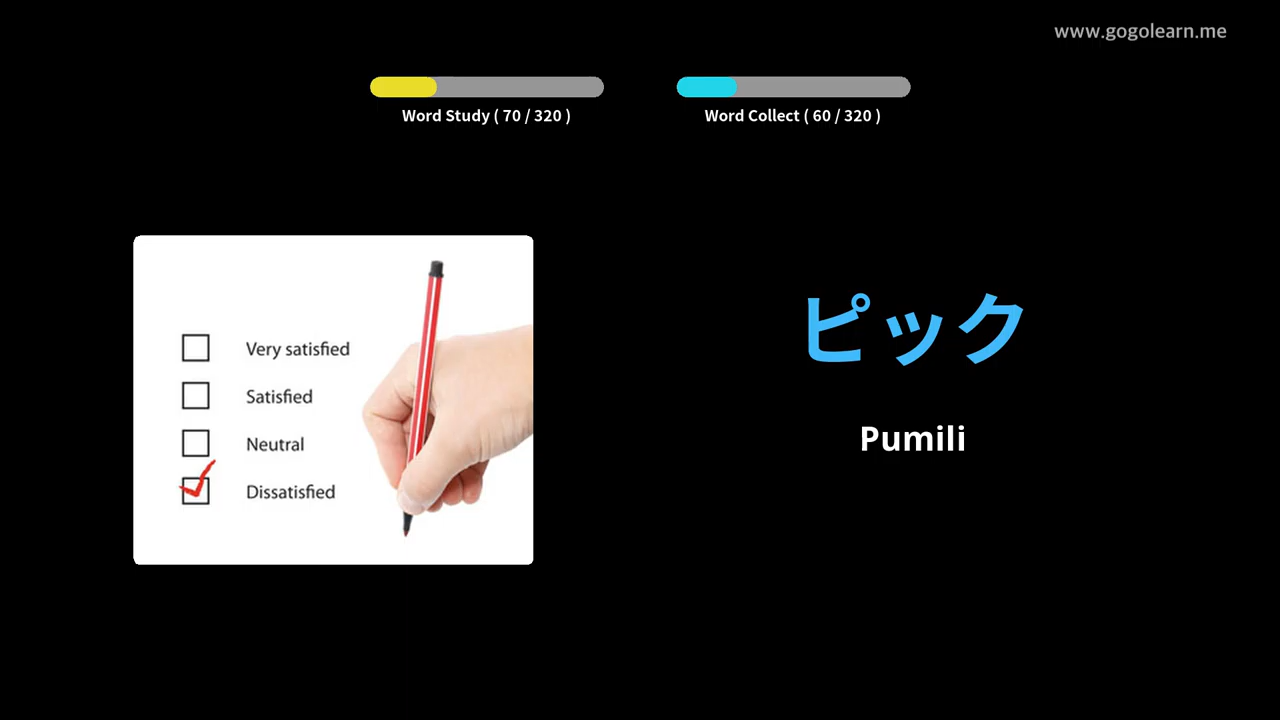 www.gogolearn.me
Word Study ( 70 / 320 )
Word Collect ( 60 / 320 )
Very satisfied
Satisfied
Neutral
Dissatisfied
ピック
Pumili